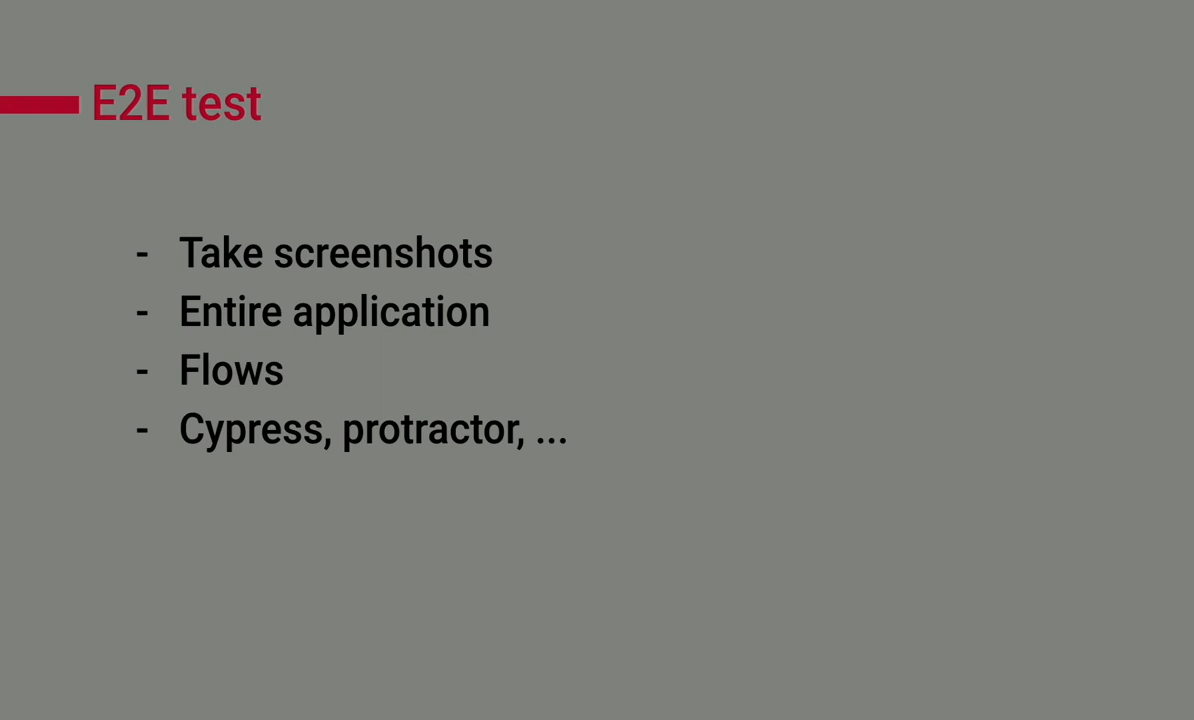 E2E test
- Take screenshots
- Entire application
- Flows
- Cypress, protractor, ...